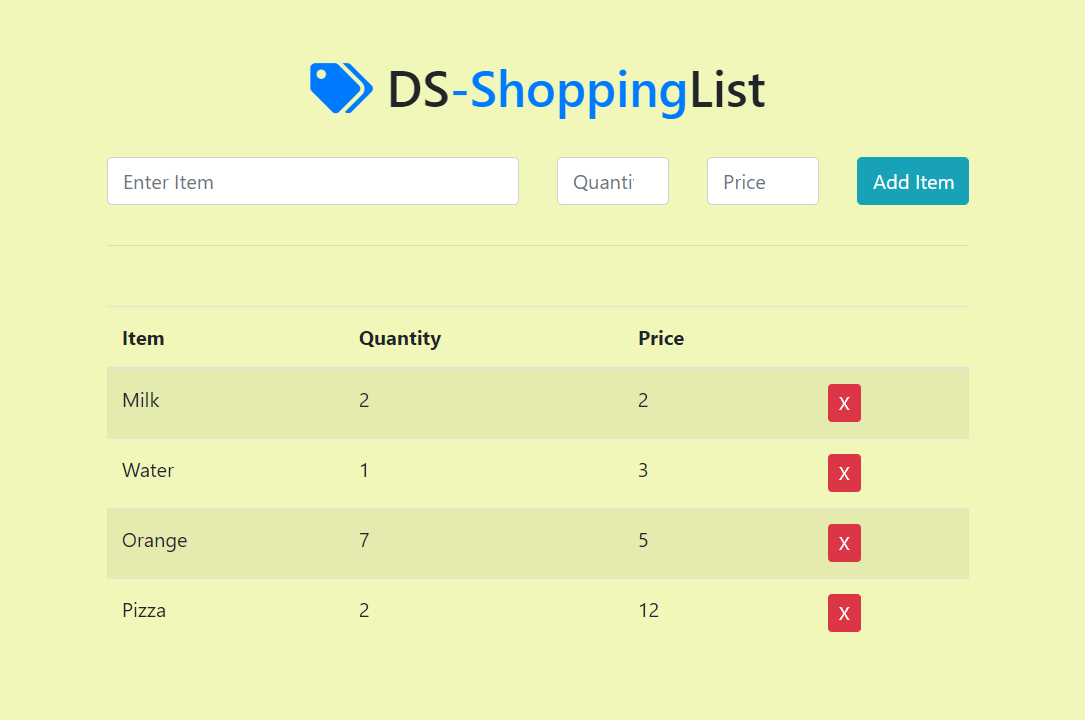 DS-ShoppingList
Enter Item Quanti Price Add Item
Item Quantity Price
Milk 2 2 X
Water 1 3 X
Orange 7 5 X
Pizza 2 12 X